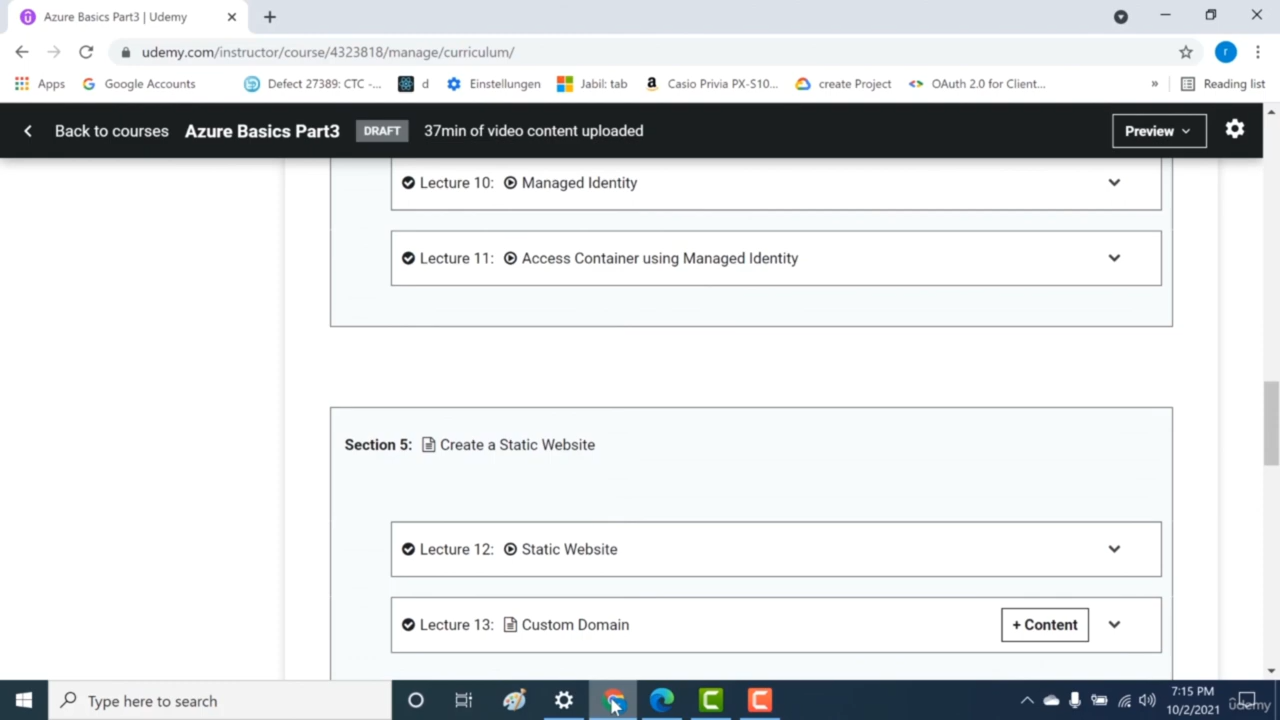 Azure Basics Part3 | Udemy
udemy.com/instructor/course/4323818/manage/curriculum/
r
Apps
Google Accounts
Defect 27389: CTC -...
d
Einstellungen
Jabil: tab
Casio Privia PX-S10...
create Project
OAuth 2.0 for Client...
»
Reading list
Back to courses
Azure Basics Part3
DRAFT
37min of video content uploaded
Preview
Lecture 10: Managed Identity
Lecture 11: Access Container using Managed Identity
Section 5: Create a Static Website
Lecture 12: Static Website
Lecture 13: Custom Domain
+ Content
Type here to search
7:15 PM
10/2/2021
udemy